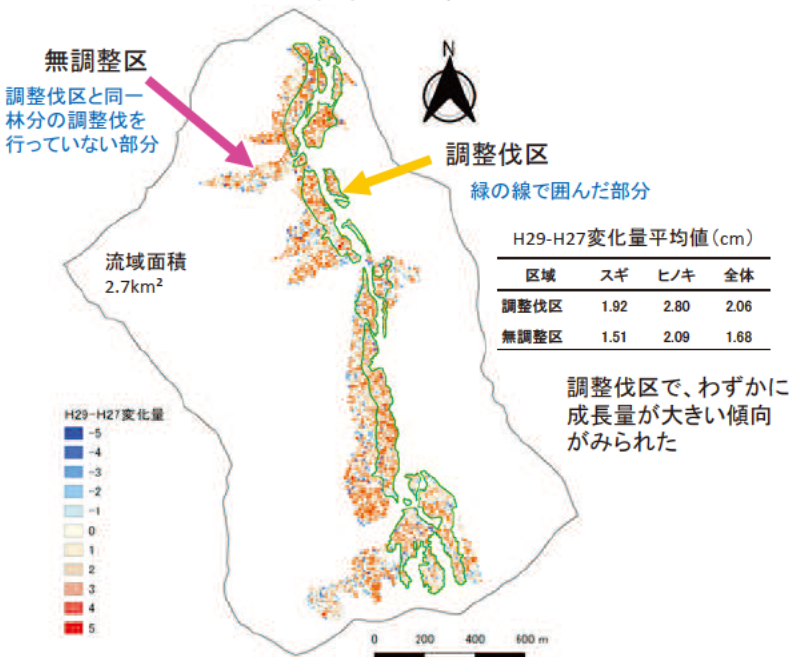 無調整区
調整伐区と同一
林分の調整伐を
行っていない部分
N
調整伐区
緑の線で囲んだ部分
流域面積
2.7km²
H29-H27変化量平均値(cm)
区域 スギ ヒノキ 全体
調整伐区 1.92 2.80 2.06
無調整区 1.51 2.09 1.68
調整伐区で、わずかに
成長量が大きい傾向
がみられた
H29-H27変化量
-5
-4
-3
-2
-1
0
1
2
3
4
5
0 200 400 600 m